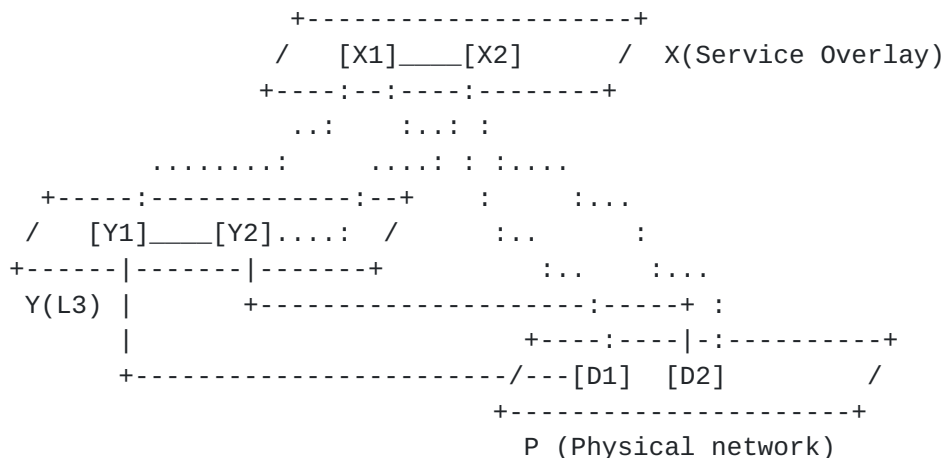 +---------------------+
                      /   [X1]____[X2]      /  X(Service Overlay)
                     +----:--:----:--------+
                       ..:    :..: :
              ........:     ....: : :....
       +-----:-------------:--+    :     :...
      /   [Y1]____[Y2]....:  /      :..     :
     +------|-------|-------+         :..    :...
      Y(L3) |       +---------------------:-----+ :
            |                         +----:----|-:----------+
            +------------------------/---[D1]  [D2]         /
                                    +----------------------+
                                      P (Physical network)